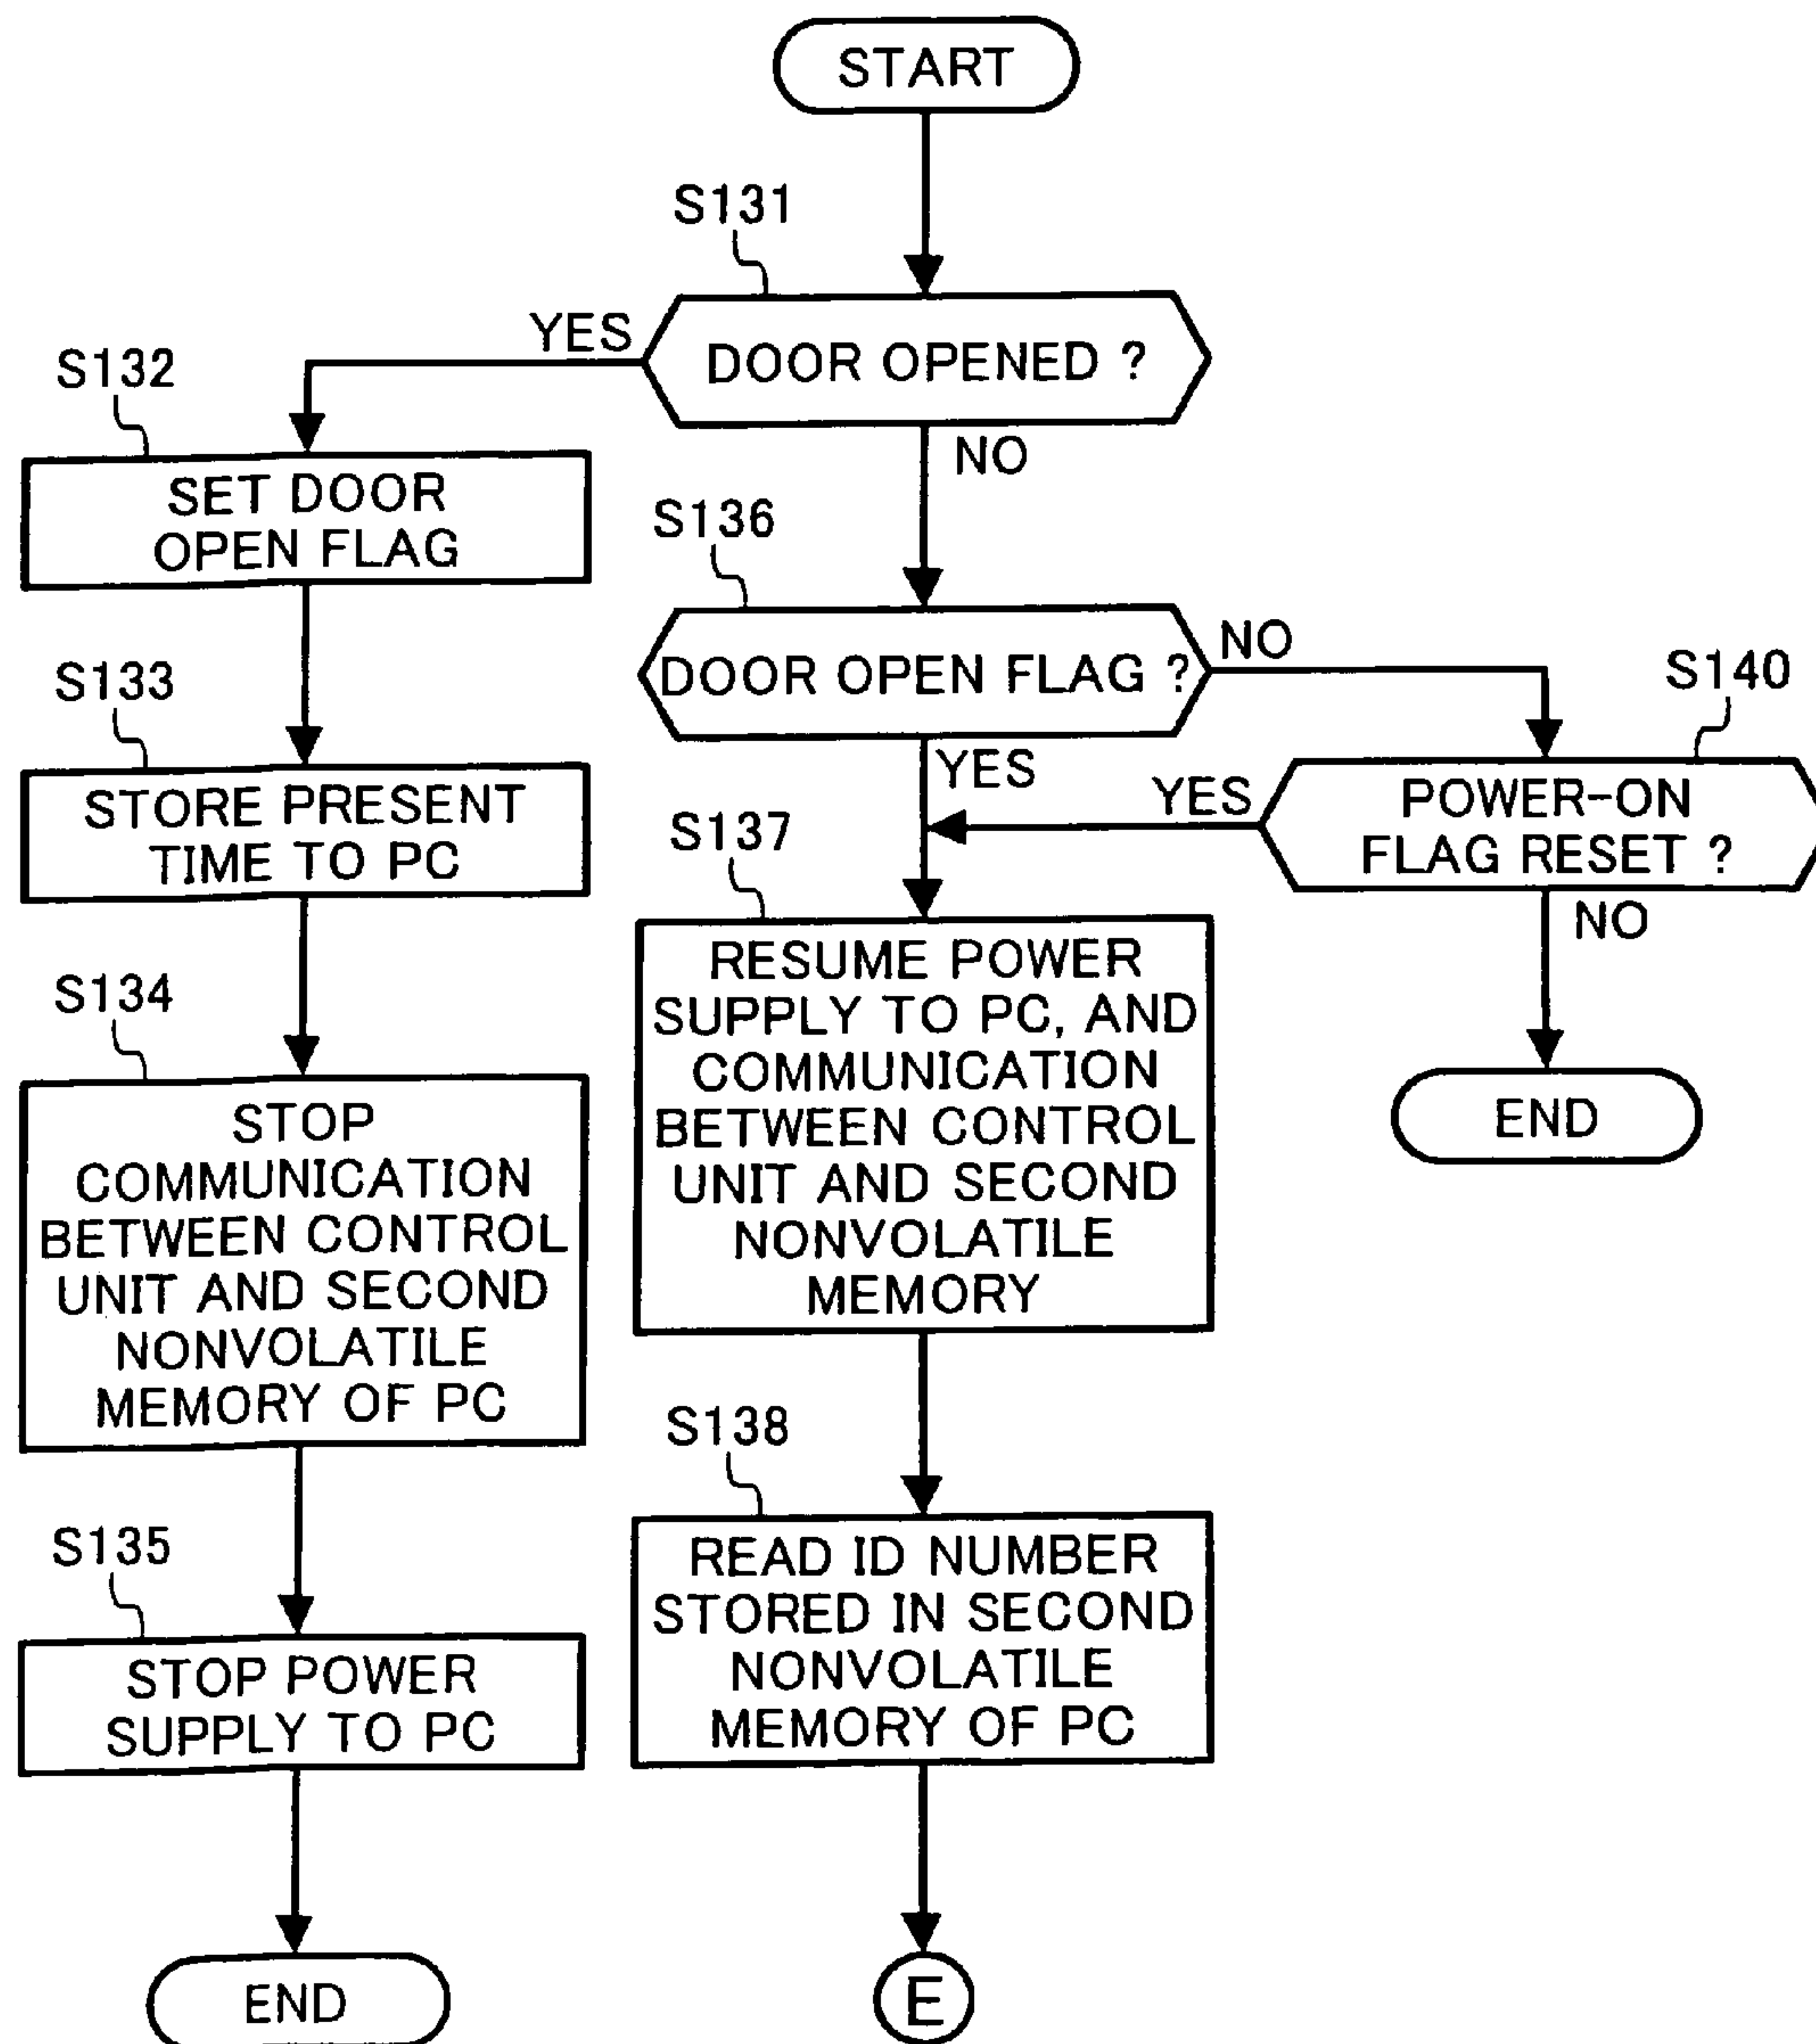 START
S131
DOOR OPENED ?
YES
NO
S132
SET DOOR
OPEN FLAG
S133
STORE PRESENT
TIME TO PC
S134
STOP
COMMUNICATION
BETWEEN CONTROL
UNIT AND SECOND
NONVOLATILE
MEMORY OF PC
S135
STOP POWER
SUPPLY TO PC
END
S136
DOOR OPEN FLAG ?
NO
YES
S140
POWER-ON
FLAG RESET ?
YES
NO
END
S137
RESUME POWER
SUPPLY TO PC, AND
COMMUNICATION
BETWEEN CONTROL
UNIT AND SECOND
NONVOLATILE
MEMORY
S138
READ ID NUMBER
STORED IN SECOND
NONVOLATILE
MEMORY OF PC
E